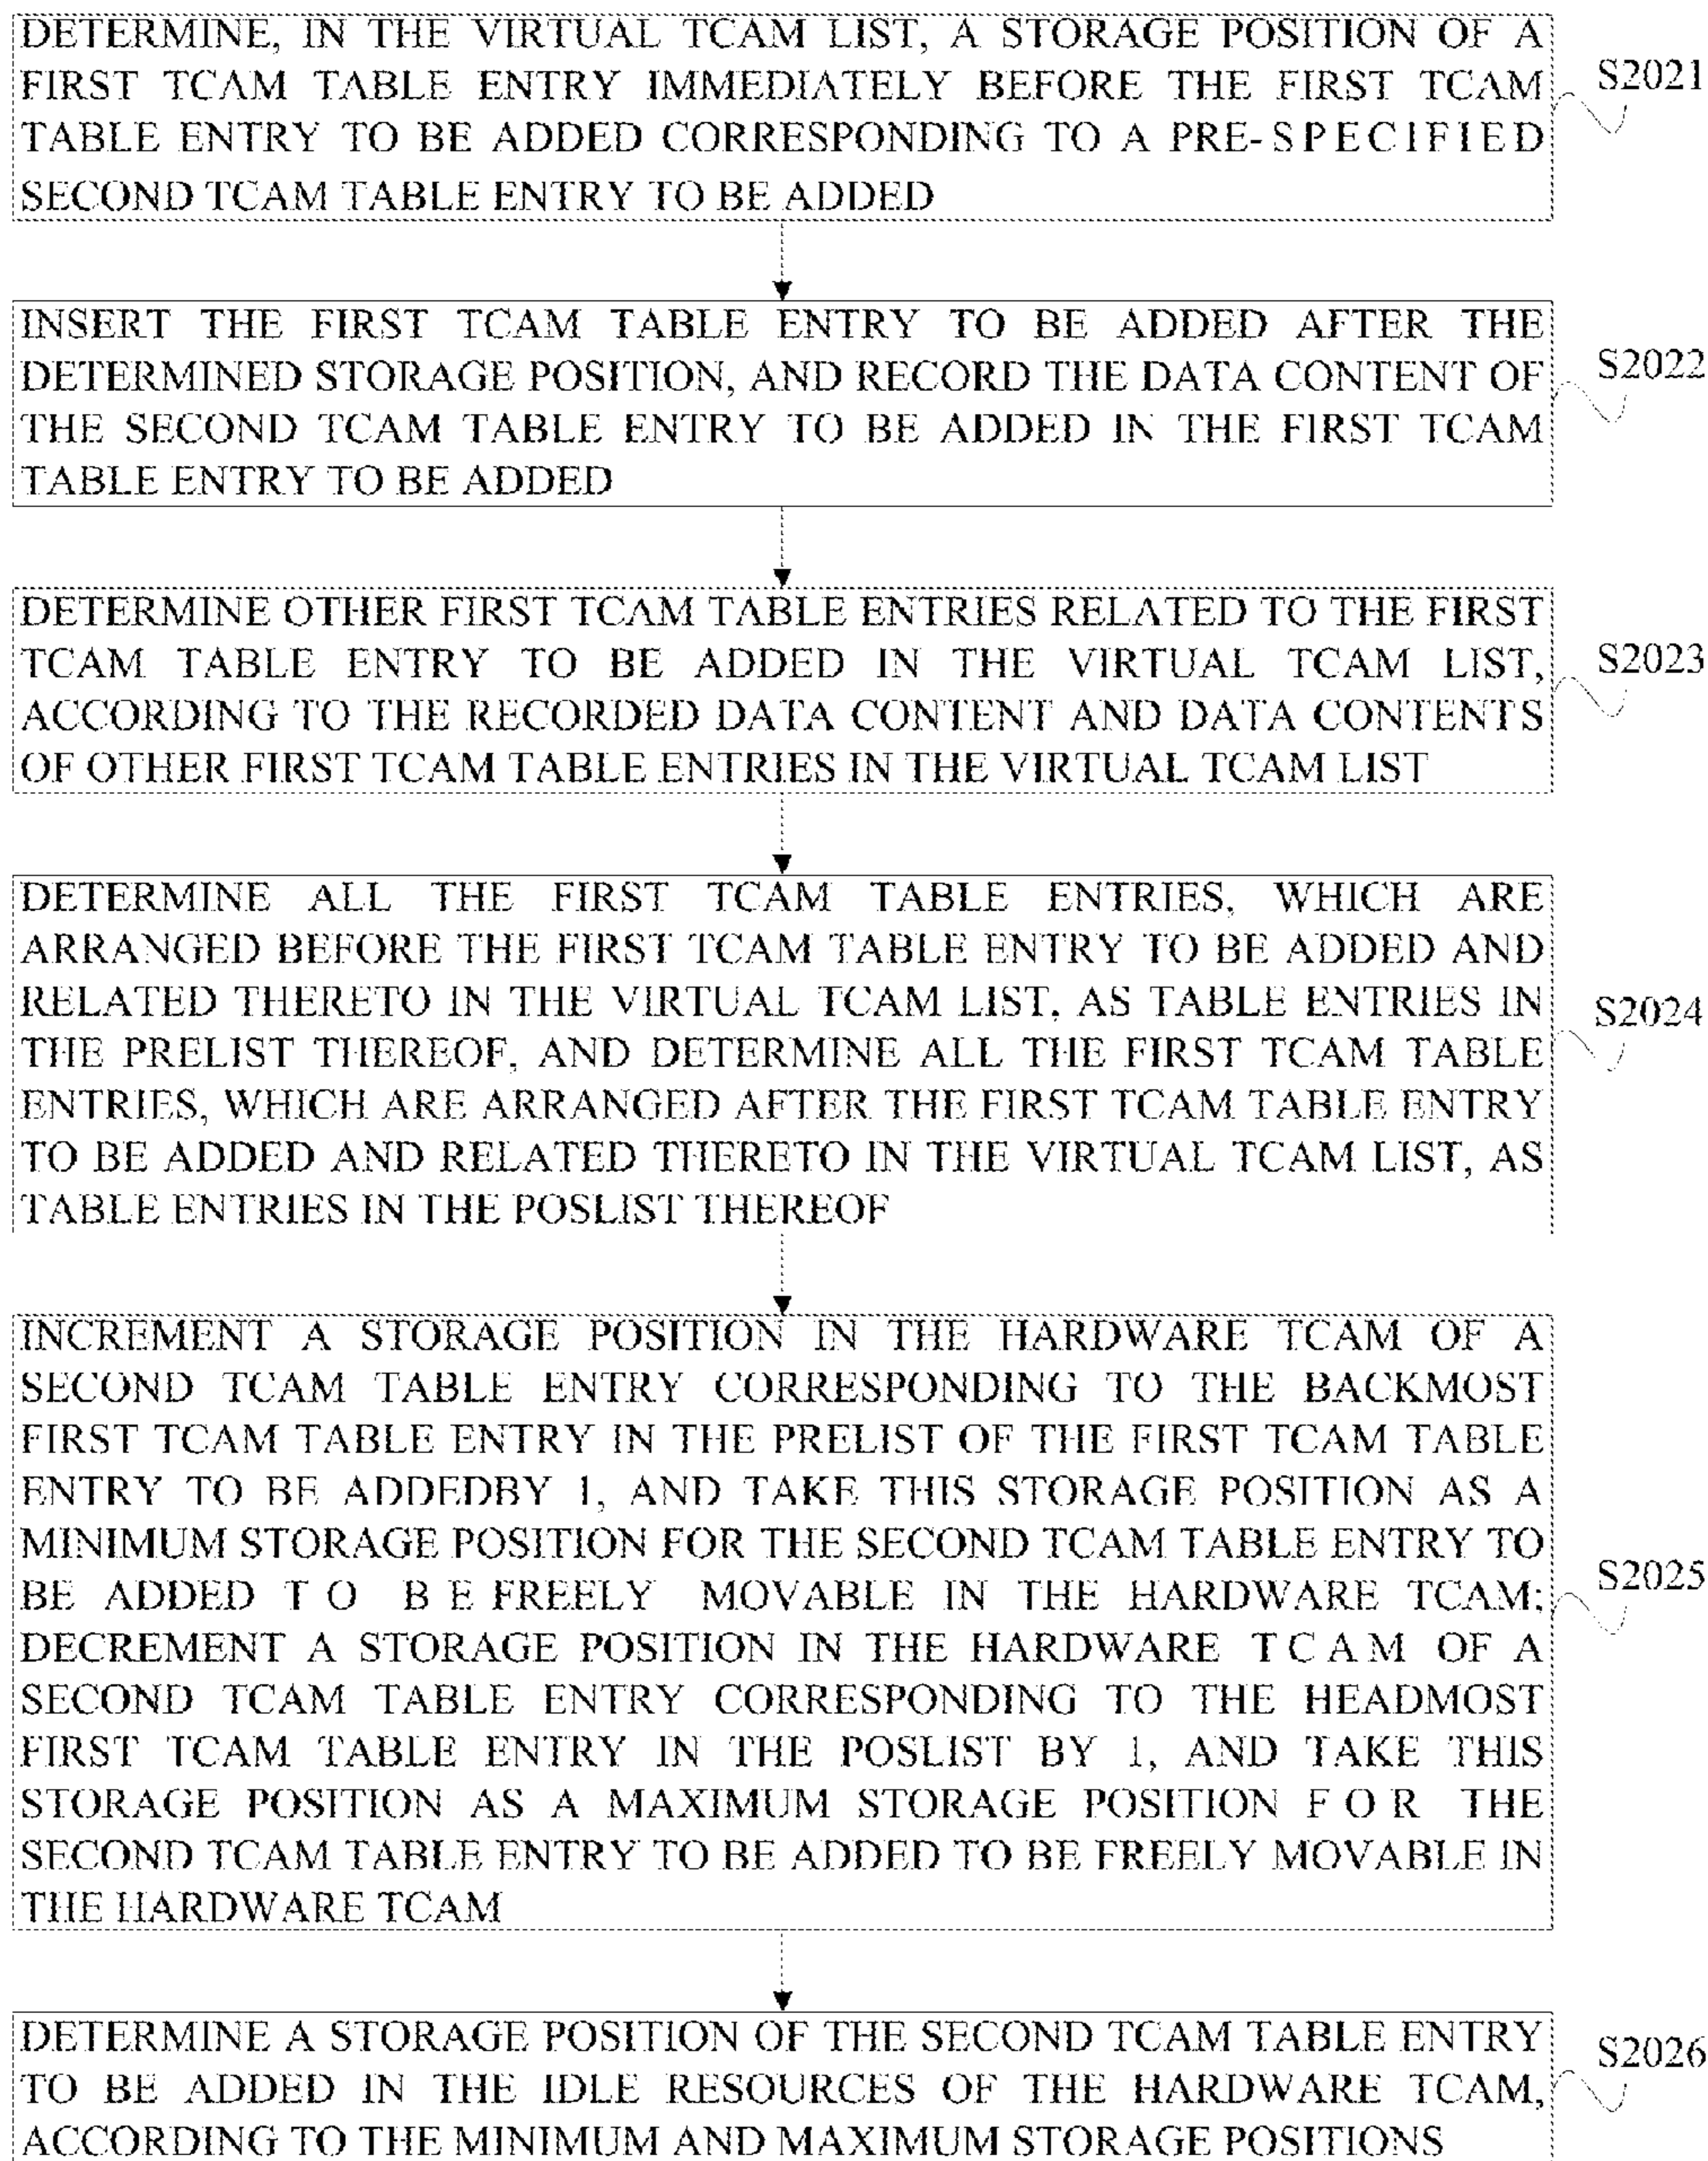 DETERMINE, IN THE VIRTUAL TCAM LIST, A STORAGE POSITION OF A
FIRST TCAM TABLE ENTRY IMMEDIATELY BEFORE THE FIRST TCAM
TABLE ENTRY TO BE ADDED CORRESPONDING TO A PRE-SPECIFIED
SECOND TCAM TABLE ENTRY TO BE ADDED
S2021
INSERT THE FIRST TCAM TABLE ENTRY TO BE ADDED AFTER THE
DETERMINED STORAGE POSITION, AND RECORD THE DATA CONTENT OF
THE SECOND TCAM TABLE ENTRY TO BE ADDED IN THE FIRST TCAM
TABLE ENTRY TO BE ADDED
S2022
DETERMINE OTHER FIRST TCAM TABLE ENTRIES RELATED TO THE FIRST
TCAM TABLE ENTRY TO BE ADDED IN THE VIRTUAL TCAM LIST,
ACCORDING TO THE RECORDED DATA CONTENT AND DATA CONTENTS
OF OTHER FIRST TCAM TABLE ENTRIES IN THE VIRTUAL TCAM LIST
S2023
DETERMINE ALL THE FIRST TCAM TABLE ENTRIES, WHICH ARE
ARRANGED BEFORE THE FIRST TCAM TABLE ENTRY TO BE ADDED AND
RELATED THERETO IN THE VIRTUAL TCAM LIST, AS TABLE ENTRIES IN
THE PRELIST THEREOF, AND DETERMINE ALL THE FIRST TCAM TABLE
ENTRIES, WHICH ARE ARRANGED AFTER THE FIRST TCAM TABLE ENTRY
TO BE ADDED AND RELATED THERETO IN THE VIRTUAL TCAM LIST, AS
TABLE ENTRIES IN THE POSLIST THEREOF
S2024
INCREMENT A STORAGE POSITION IN THE HARDWARE TCAM OF A
SECOND TCAM TABLE ENTRY CORRESPONDING TO THE BACKMOST
FIRST TCAM TABLE ENTRY IN THE PRELIST OF THE FIRST TCAM TABLE
ENTRY TO BE ADDEDBY 1, AND TAKE THIS STORAGE POSITION AS A
MINIMUM STORAGE POSITION FOR THE SECOND TCAM TABLE ENTRY TO
BE ADDED TO BE FREELY MOVABLE IN THE HARDWARE TCAM;
DECREMENT A STORAGE POSITION IN THE HARDWARE TCAM OF A
SECOND TCAM TABLE ENTRY CORRESPONDING TO THE HEADMOST
FIRST TCAM TABLE ENTRY IN THE POSLIST BY 1, AND TAKE THIS
STORAGE POSITION AS A MAXIMUM STORAGE POSITION FOR THE
SECOND TCAM TABLE ENTRY TO BE ADDED TO BE FREELY MOVABLE IN
THE HARDWARE TCAM
S2025
DETERMINE A STORAGE POSITION OF THE SECOND TCAM TABLE ENTRY
TO BE ADDED IN THE IDLE RESOURCES OF THE HARDWARE TCAM,
ACCORDING TO THE MINIMUM AND MAXIMUM STORAGE POSITIONS
S2026